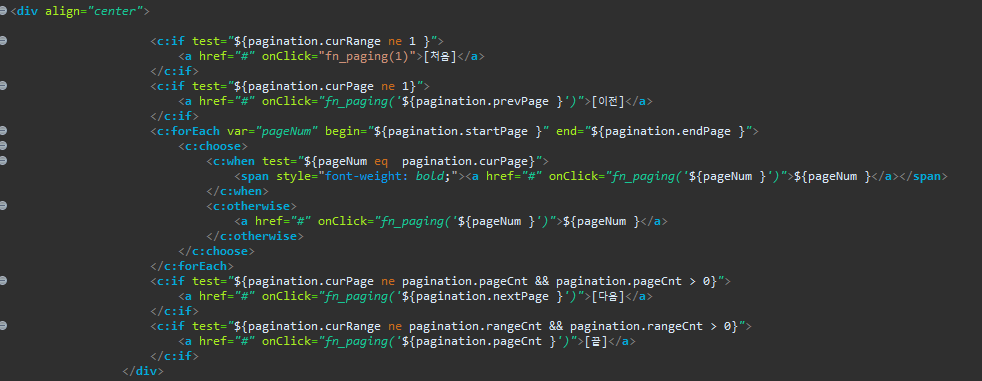 <div align="center">
<c:if test="${pagination.curRange ne 1 }">
<a href="#" onClick="fn_paging(1)">[처음]</a>
</c:if>
<c:if test="${pagination.curPage ne 1}">
<a href="#" onClick="fn_paging('${pagination.prevPage }')">[이전]</a>
</c:if>
<c:forEach var="pageNum" begin="${pagination.startPage }" end="${pagination.endPage }">
<c:choose>
<c:when test="${pageNum eq  pagination.curPage}">
<span style="font-weight: bold;"><a href="#" onClick="fn_paging('${pageNum }')">${pageNum }</a></span>
</c:when>
<c:otherwise>
<a href="#" onClick="fn_paging('${pageNum }')">${pageNum }</a>
</c:otherwise>
</c:choose>
</c:forEach>
<c:if test="${pagination.curPage ne pagination.pageCnt && pagination.pageCnt > 0}">
<a href="#" onClick="fn_paging('${pagination.nextPage }')">[다음]</a>
</c:if>
<c:if test="${pagination.curRange ne pagination.rangeCnt && pagination.rangeCnt > 0}">
<a href="#" onClick="fn_paging('${pagination.pageCnt }')">[끝]</a>
</c:if>
</div>